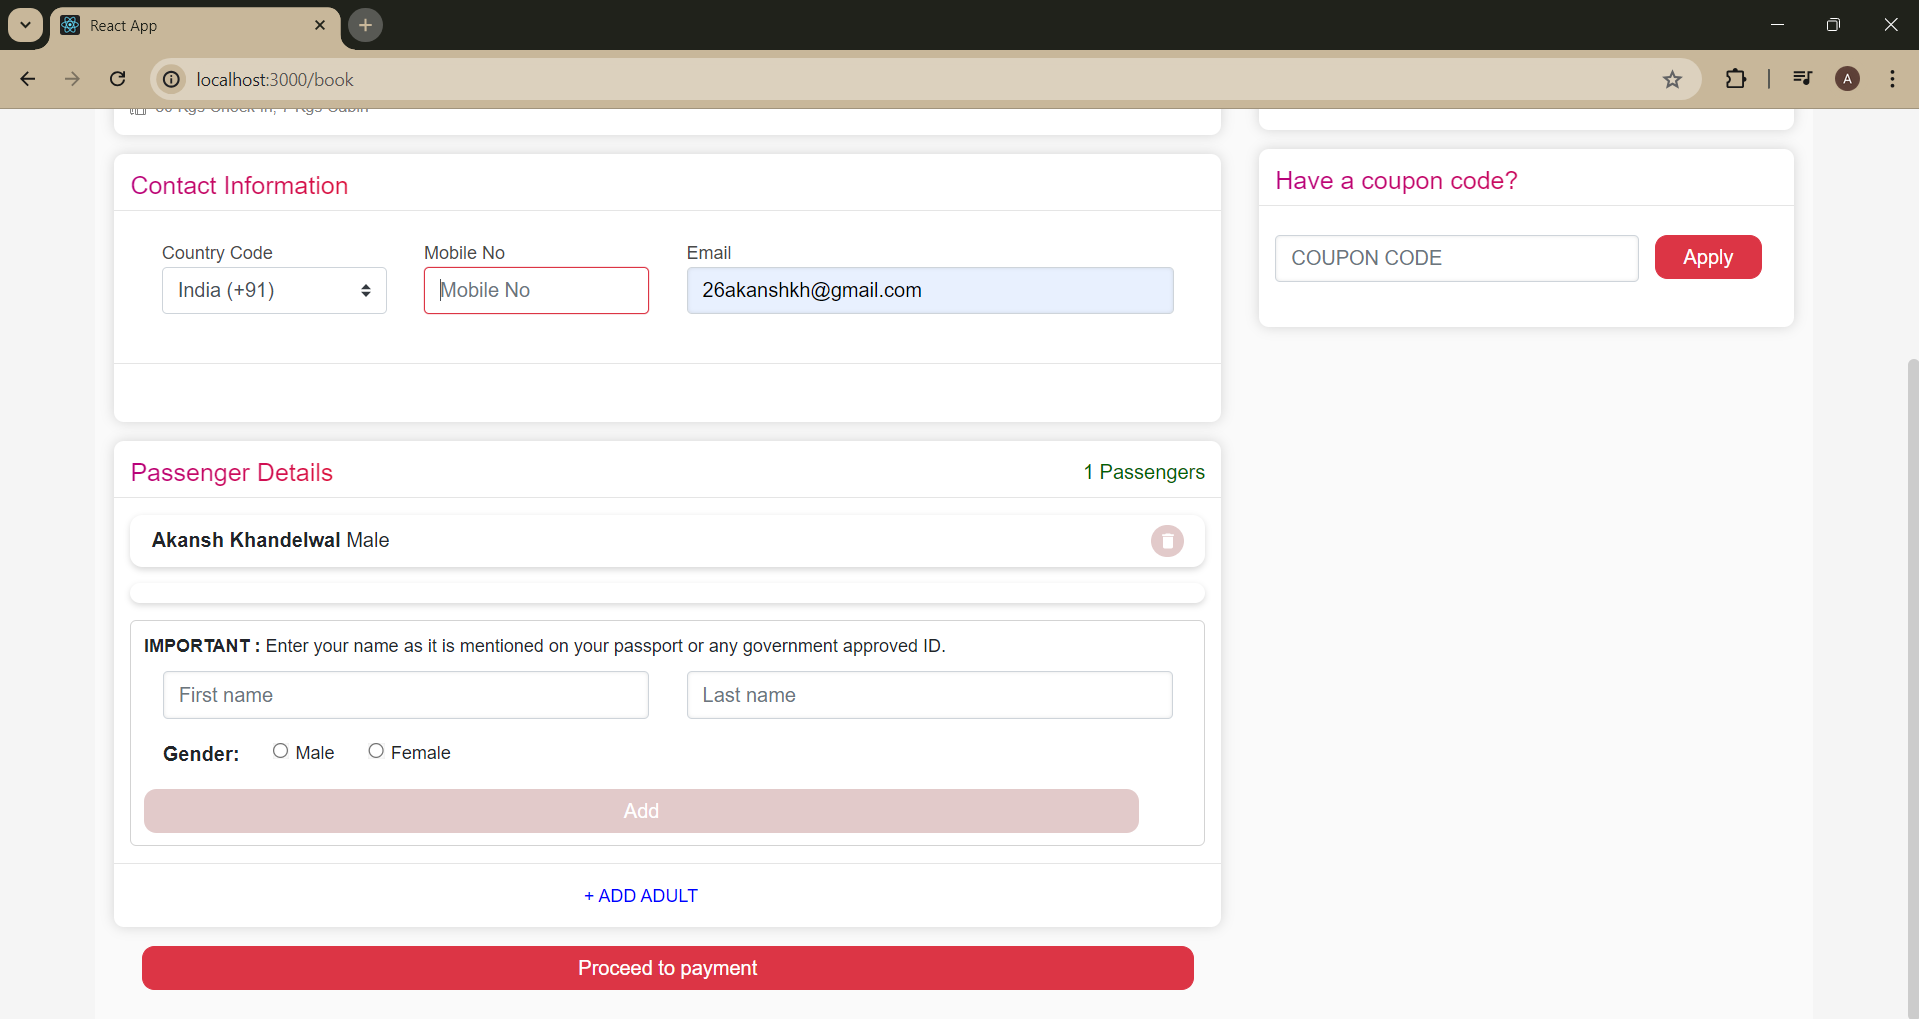 React App
localhost:3000/book
Contact Information
Country Code
Mobile No
Email
India (+91)
Mobile No
26akanshkh@gmail.com
Have a coupon code?
COUPON CODE
Apply
Passenger Details
1 Passengers
Akansh Khandelwal Male
IMPORTANT : Enter your name as it is mentioned on your passport or any government approved ID.
First name
Last name
Gender:
Male
Female
Add
+ ADD ADULT
Proceed to payment
A